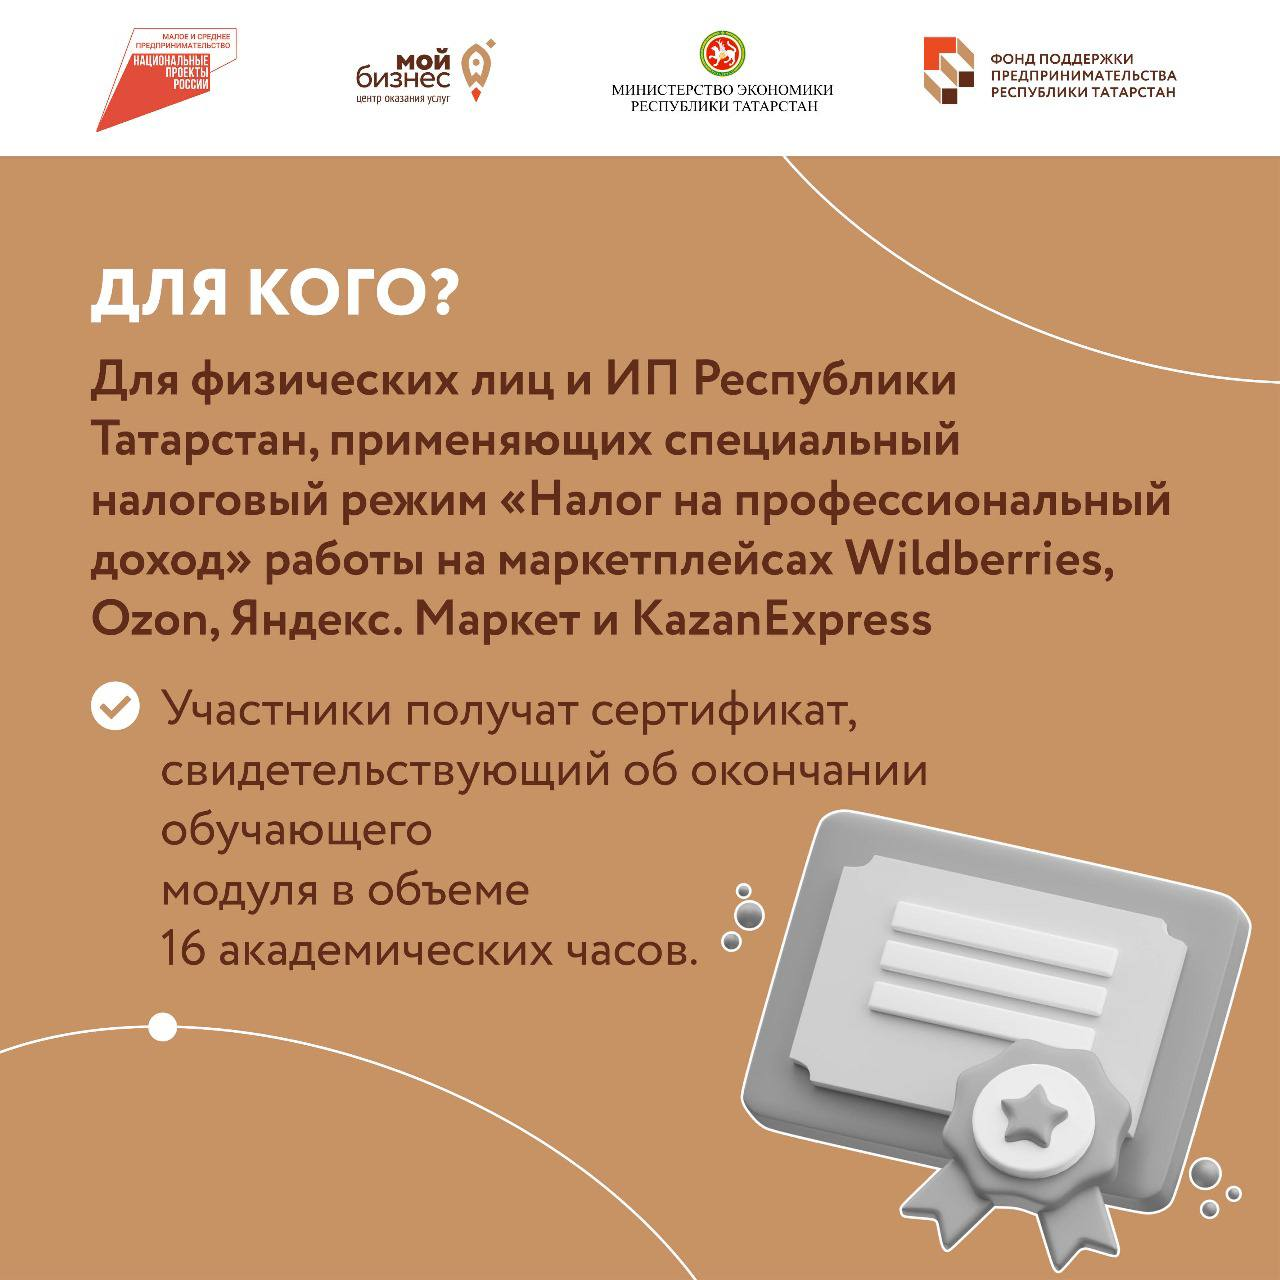 МАЛОЕ И СРЕДНЕЕ
ПРЕДПРИНИМАТЕЛЬСТВО
НАЦИОНАЛЬНЫЕ
ПРОЕКТЫ
РОССИИ
мой
бизнес
центр оказания услуг
МИНИСТЕРСТВО ЭКОНОМИКИ
РЕСПУБЛИКИ ТАТАРСТАН
ФОНД ПОДДЕРЖКИ
ПРЕДПРИНИМАТЕЛЬСТВА
РЕСПУБЛИКИ ТАТАРСТАН
ДЛЯ КОГО?
Для физических лиц и ИП Республики
Татарстан, применяющих специальный
налоговый режим «Налог на профессиональный
доход» работы на маркетплейсах Wildberries,
Ozon, Яндекс. Маркет и KazanExpress
Участники получат сертификат,
свидетельствующий об окончании
обучающего
модуля в объеме
16 академических часов.